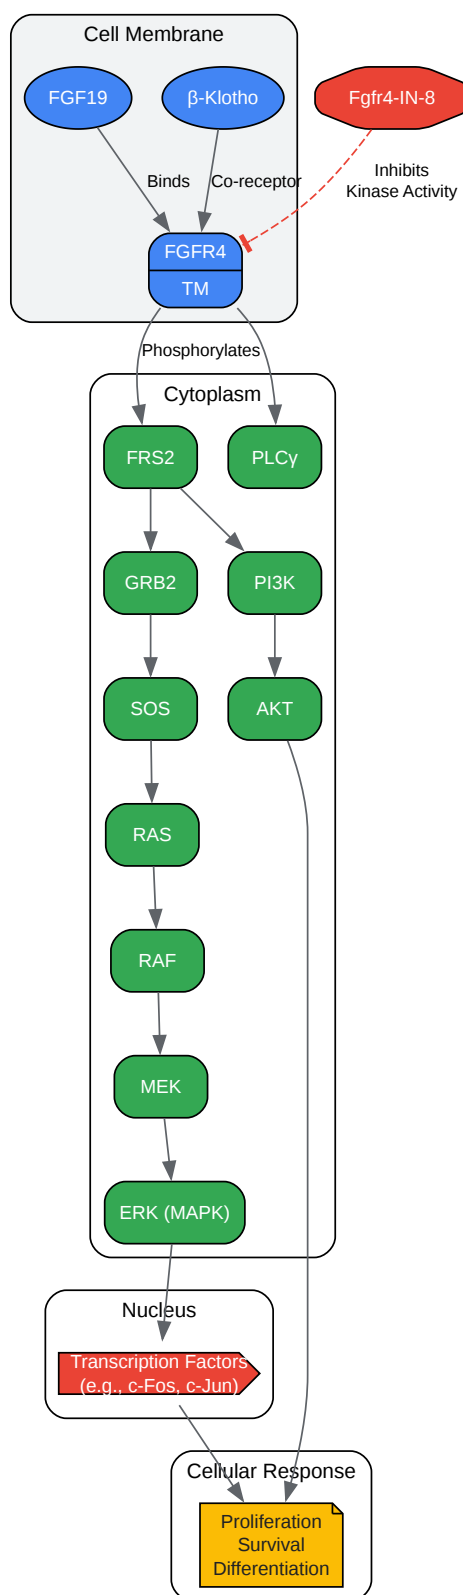 Cell Membrane
FGF19
β-Klotho
Fgfr4-IN-8
Binds
Co-receptor
Inhibits
Kinase Activity
FGFR4
TM
Phosphorylates
Cytoplasm
FRS2
PLCγ
GRB2
PI3K
SOS
AKT
RAS
RAF
MEK
ERK (MAPK)
Nucleus
Transcription Factors
(e.g., c-Fos, c-Jun)
Cellular Response
Proliferation
Survival
Differentiation